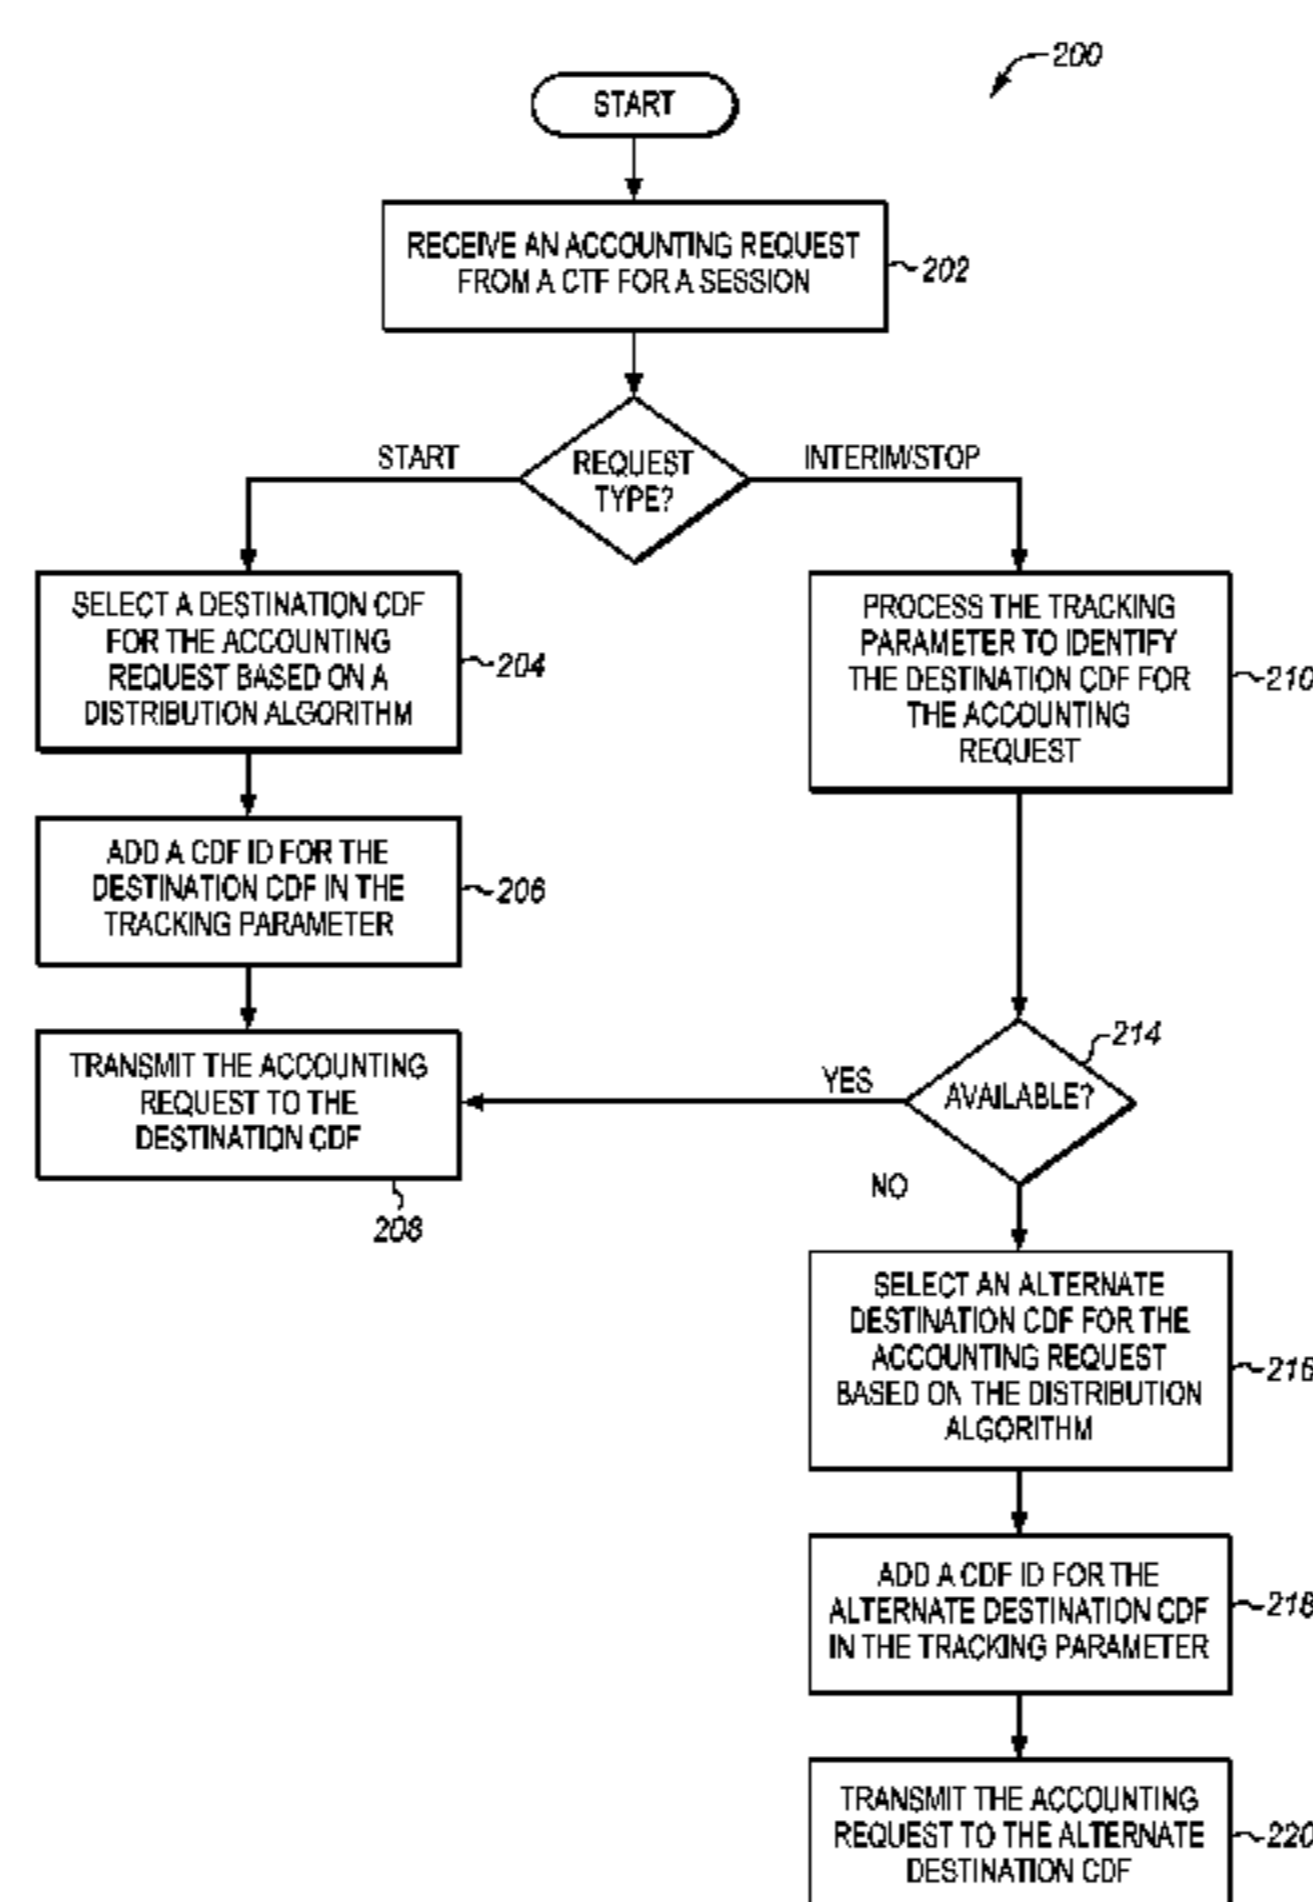 200
START
RECEIVE AN ACCOUNTING REQUEST
FROM A CTF FOR A SESSION
202
REQUEST
TYPE?
START
INTERIM/STOP
SELECT A DESTINATION CDF
FOR THE ACCOUNTING
REQUEST BASED ON A
DISTRIBUTION ALGORITHM
204
ADD A CDF ID FOR THE
DESTINATION CDF IN THE
TRACKING PARAMETER
206
TRANSMIT THE ACCOUNTING
REQUEST TO THE
DESTINATION CDF
208
PROCESS THE TRACKING
PARAMETER TO IDENTIFY
THE DESTINATION CDF FOR
THE ACCOUNTING
REQUEST
210
AVAILABLE?
214
YES
NO
SELECT AN ALTERNATE
DESTINATION CDF FOR THE
ACCOUNTING REQUEST
BASED ON THE DISTRIBUTION
ALGORITHM
216
ADD A CDF ID FOR THE
ALTERNATE DESTINATION CDF
IN THE TRACKING PARAMETER
218
TRANSMIT THE ACCOUNTING
REQUEST TO THE ALTERNATE
DESTINATION CDF
220